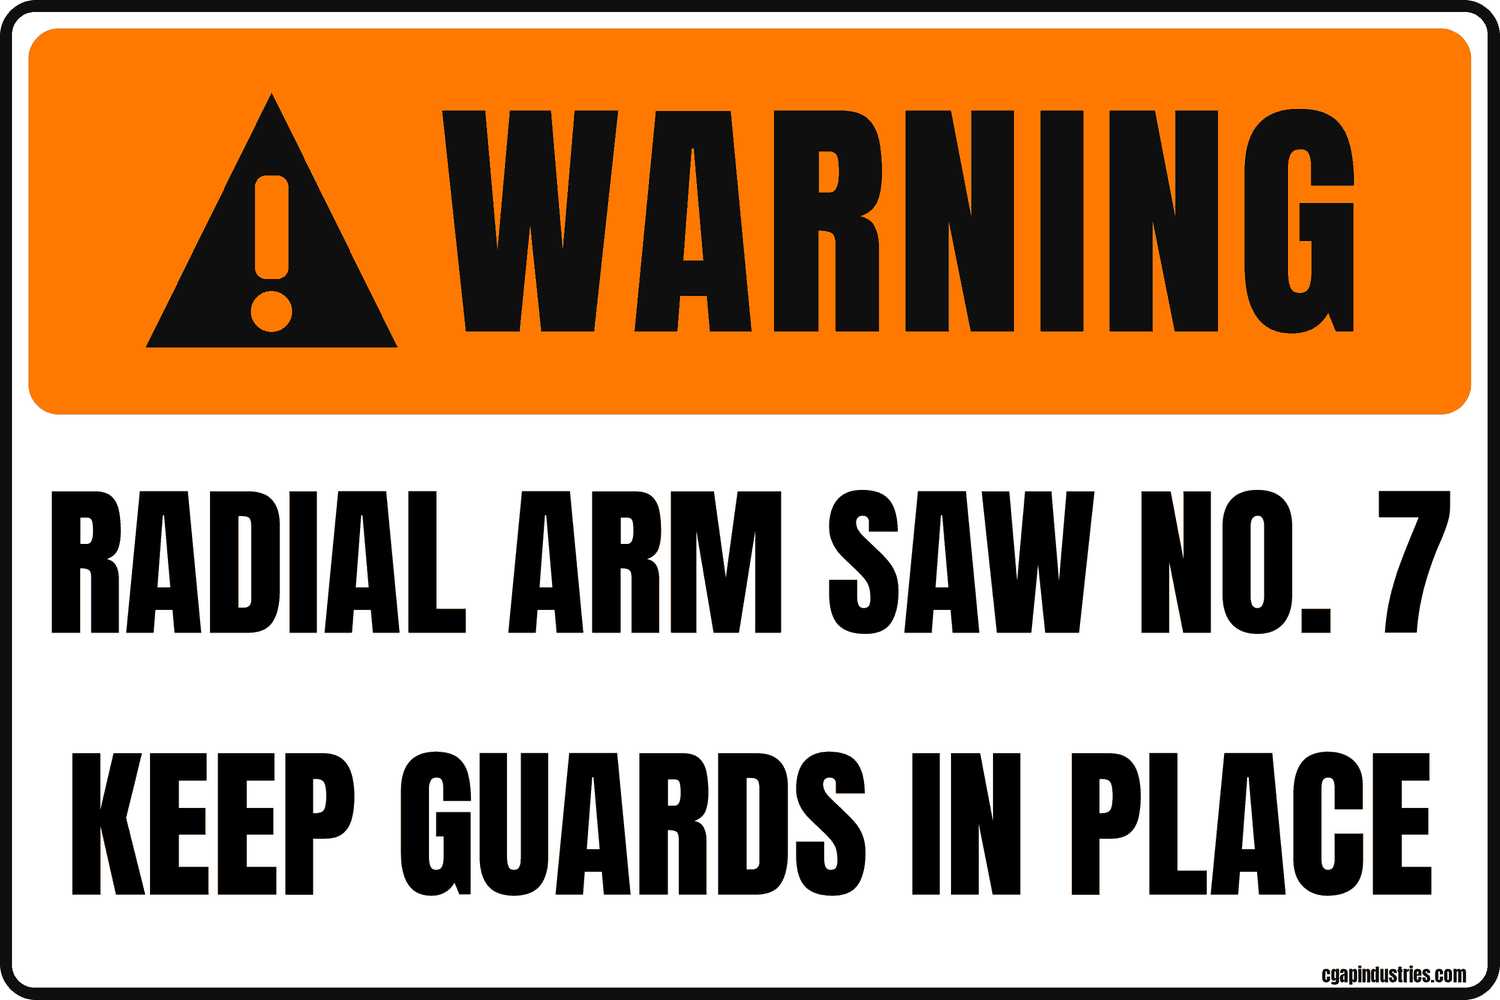 WARNING
RADIAL ARM SAW NO. 7
KEEP GUARDS IN PLACE
cgapindustries.com